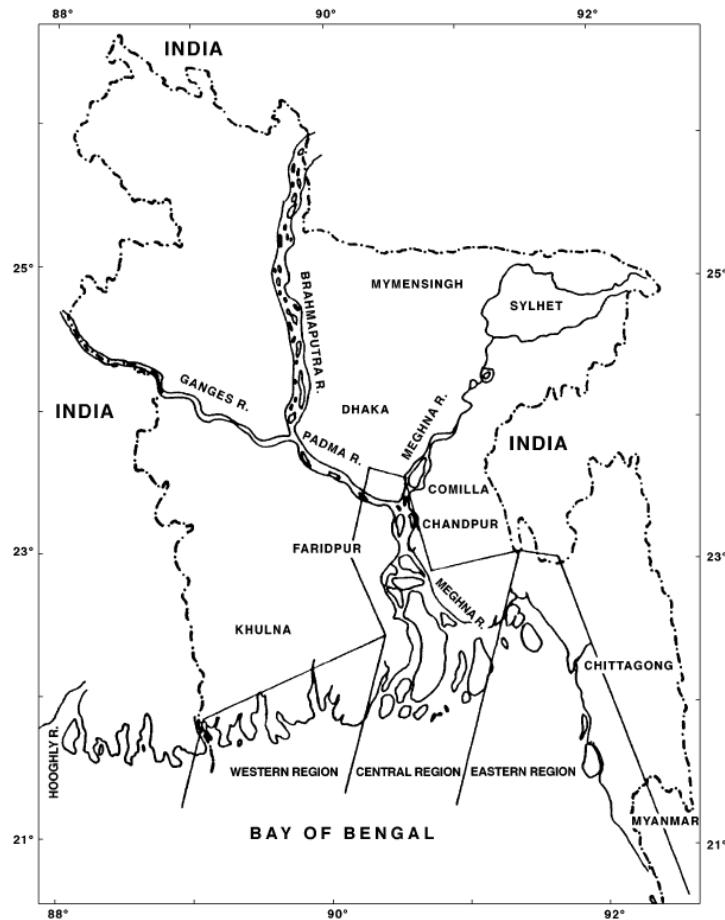 88°
90°
92°
INDIA
25°
25°
MYMENSINGH
SYLHET
BRAHMAPUTRA R.
GANGES R.
INDIA
DHAKA
MEGHNA R.
PADMA R.
INDIA
COMILLA
CHANDPUR
23°
FARIDPUR
23°
MEGHNA R.
KHULNA
CHITTAGONG
HOOGHLY R.
WESTERN REGION
CENTRAL REGION
EASTERN REGION
MYANMAR
21°
BAY OF BENGAL
21°
88°
90°
92°